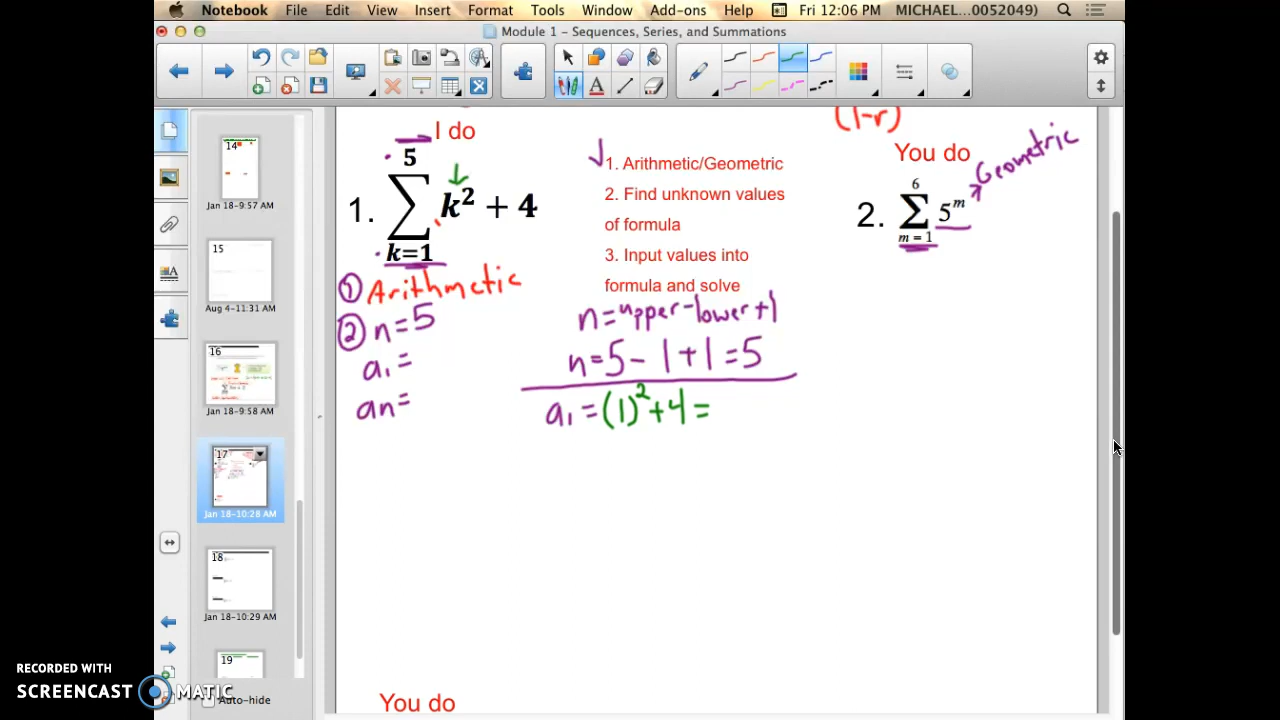 Notebook File Edit View Insert Format Tools Window Add-ons Help Fri 12:06 PM MICHAEL...0052049)
Module 1 – Sequences, Series, and Summations
14
Jan 18-9:57 AM
15
Aug 4-11:31 AM
16
Jan 18-9:58 AM
17
Jan 18-10:28 AM
18
Jan 18-10:29 AM
19
Auto-hide
(1-r)
I do
1. 5 ∑ k=1 k² + 4
① Arithmetic
② n=5
a₁ =
an=
1. Arithmetic/Geometric
2. Find unknown values
of formula
3. Input values into
formula and solve
n=upper-lower+1
n=5-1+1=5
a₁=(1)²+4=
You do
Geometric
2. 6 ∑ m = 1 5ᵐ
You do
RECORDED WITH
SCREENCAST MATIC